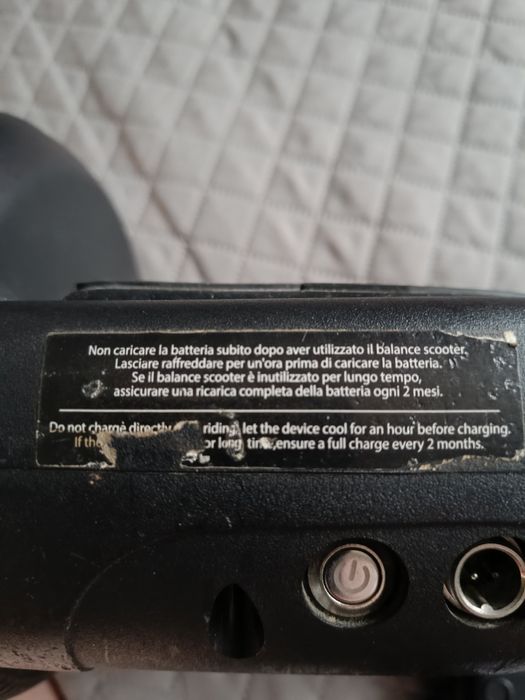 Non caricare la batteria subito dopo aver utilizzato il balance scooter.
Lasciare raffreddare per un'ora prima di caricare la batteria.
Se il balance scooter è inutilizzato per lungo tempo,
assicurare una ricarica completa della batteria ogni 2 mesi.
Do not charge directly riding, let the device cool for an hour before charging.
If the or long time, ensure a full charge every 2 months.